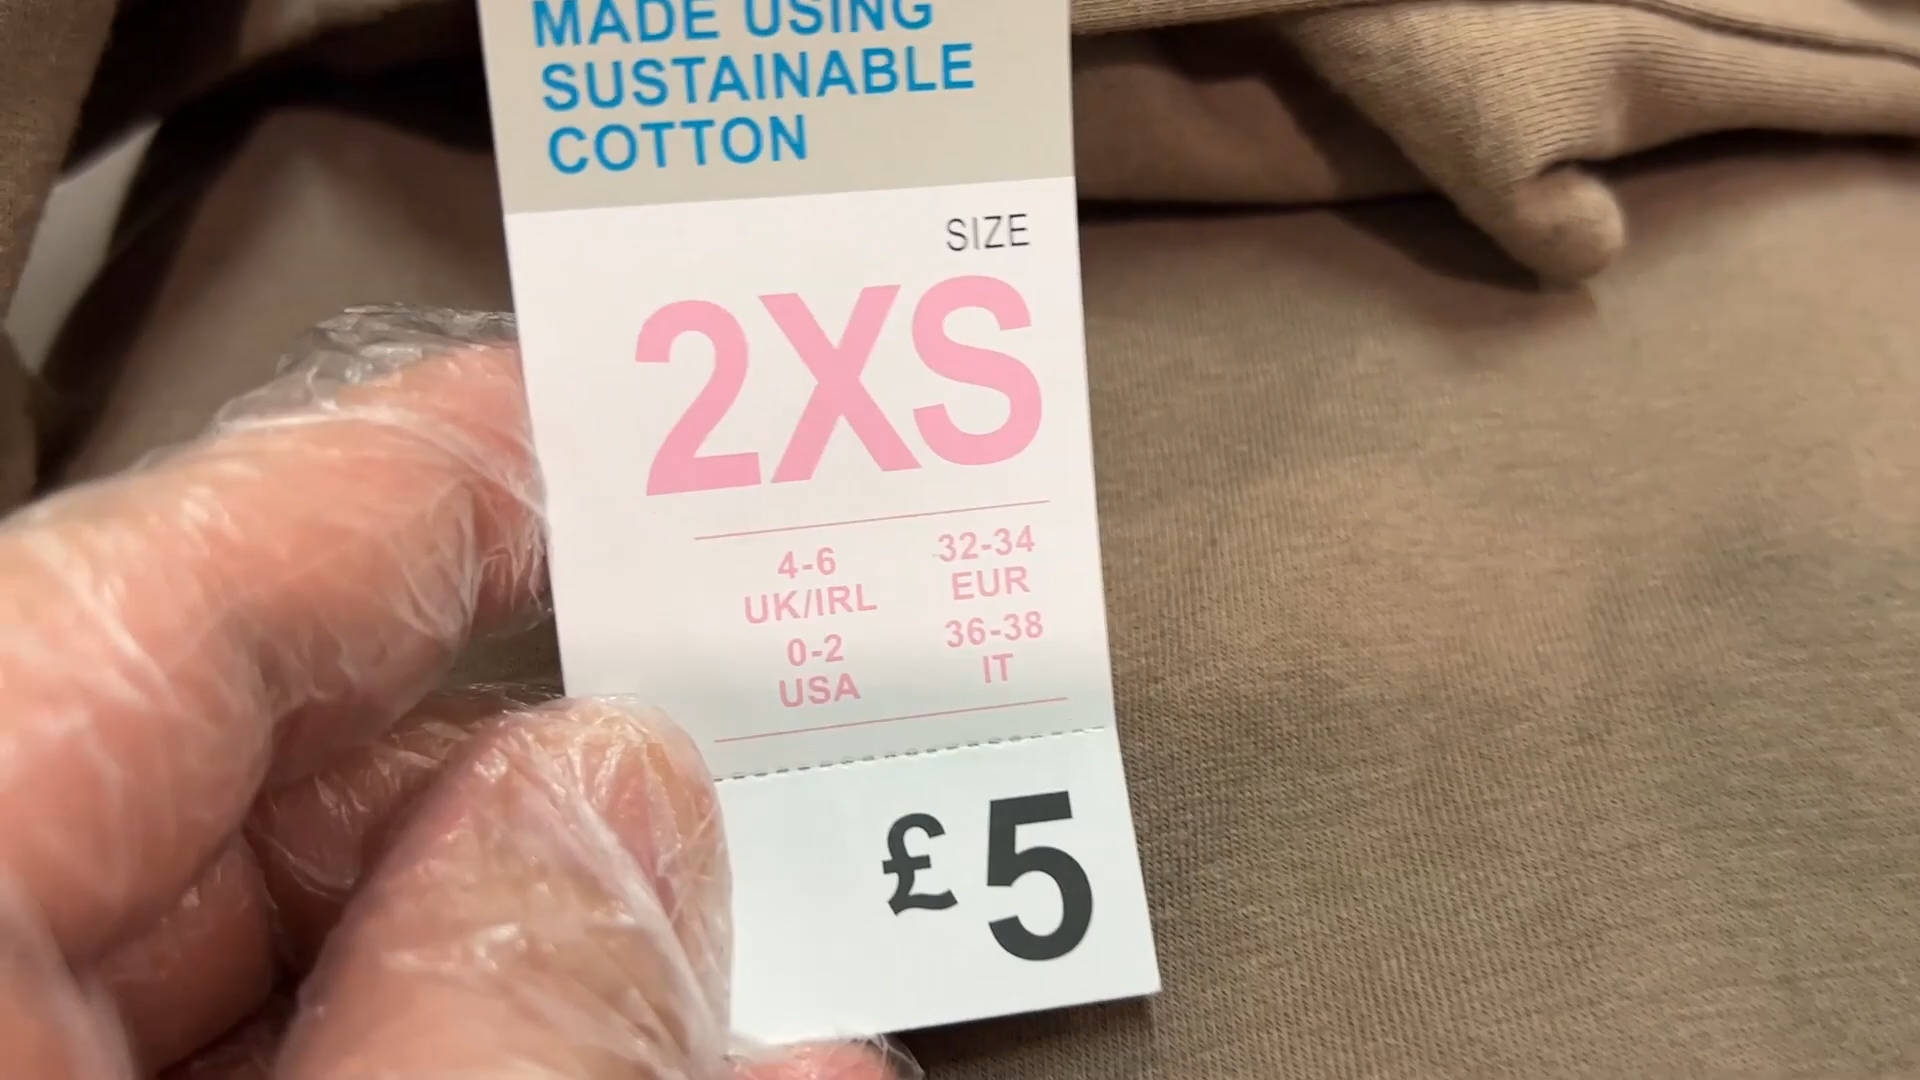 MADE USING
SUSTAINABLE
COTTON
SIZE
2XS
4-6
UK/IRL
32-34
EUR
0-2
USA
36-38
IT
£5